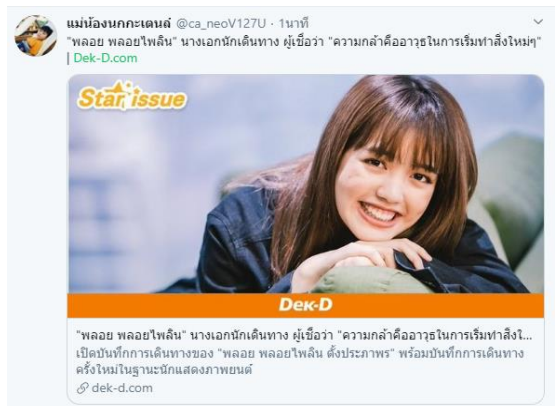 แม่น้องนกกะเตนด์ @ca_neoV127U · 1นาที
"พลอย พลอยไพลิน" นางเอกนักเดินทาง ผู้เชื่อว่า "ความกล้าคืออาวุธในการเริ่มทำสิ่งใหม่ๆ"
| Dek-D.com
Star issue
DEK-D
"พลอย พลอยไพลิน" นางเอกนักเดินทาง ผู้เชื่อว่า "ความกล้าคืออาวุธในการเริ่มทำสิ่งใ...
เปิดบันทึกการเดินทางของ "พลอย พลอยไพลิน ตั้งประภาพร" พร้อมบันทึกการเดินทาง
ครั้งใหม่ในฐานะนักแสดงภาพยนต์
dek-d.com